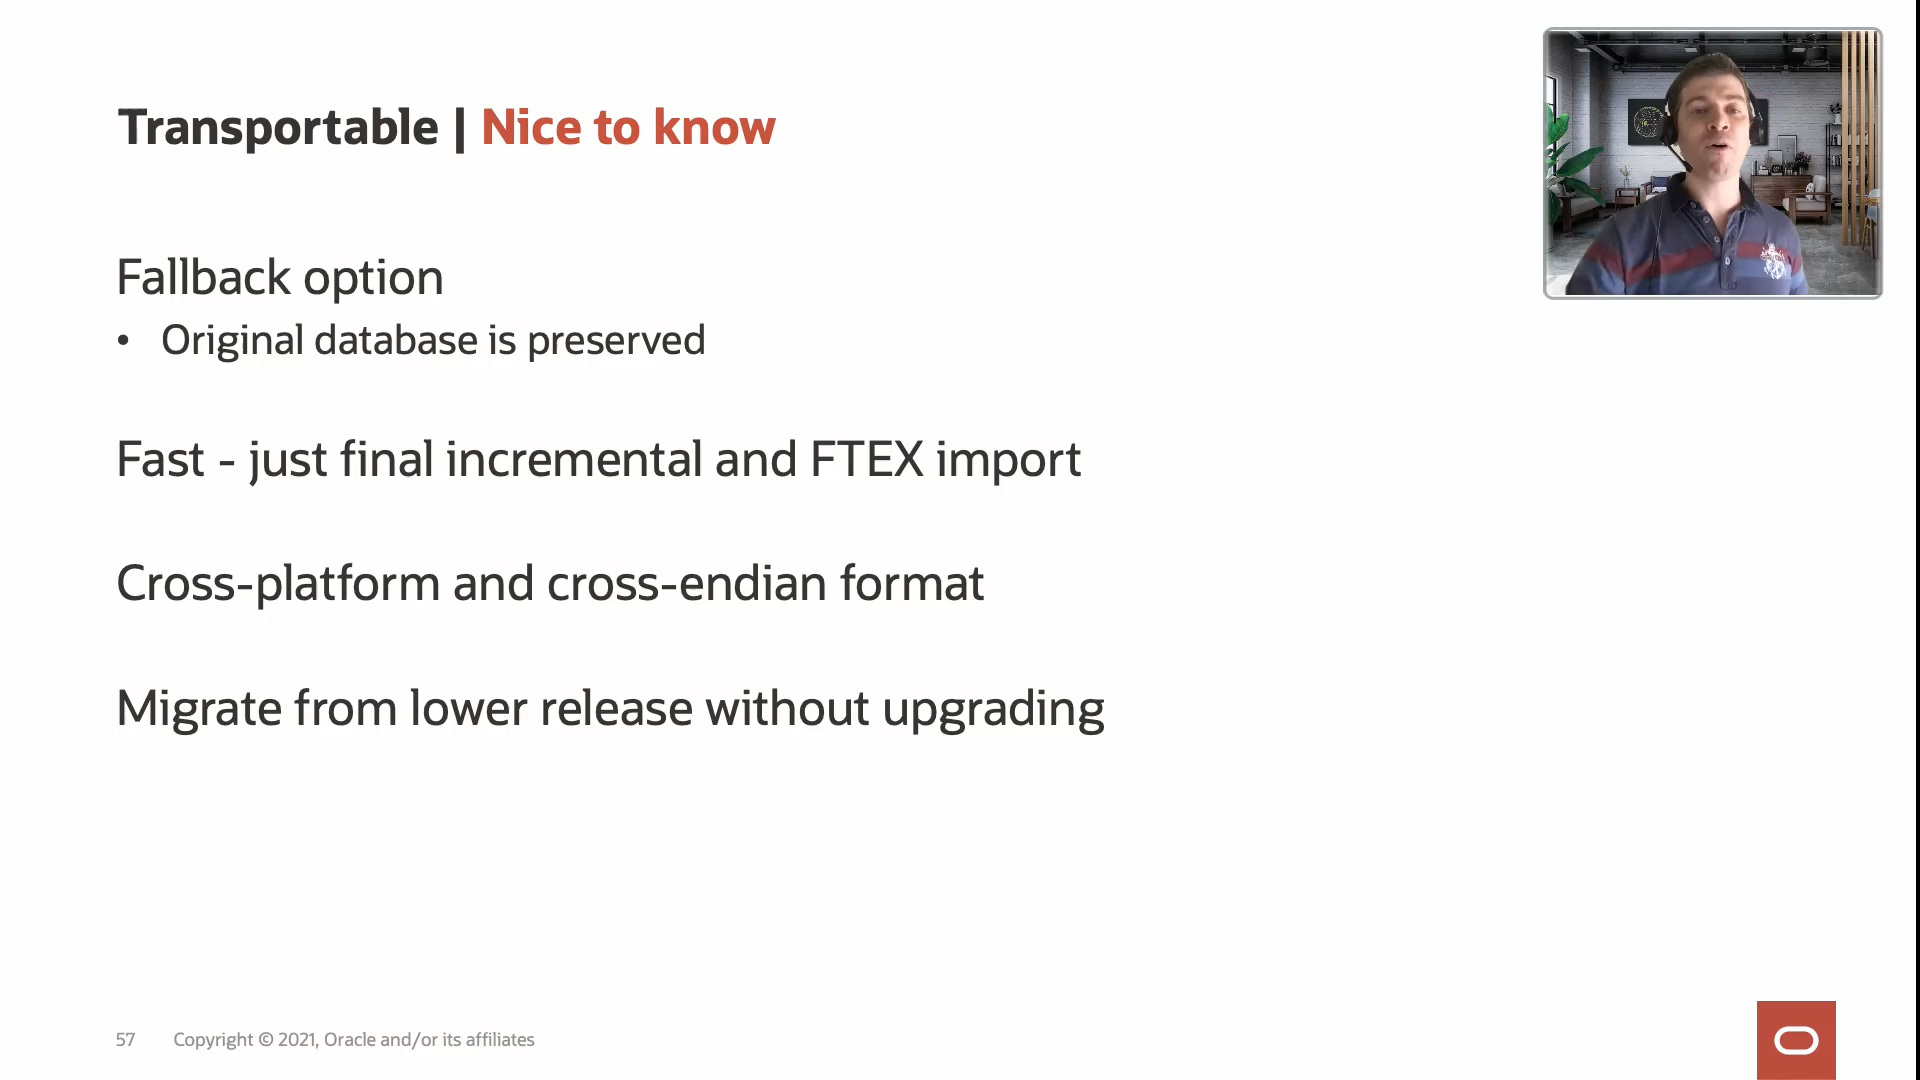 Transportable | Nice to know
Fallback option
• Original database is preserved
Fast - just final incremental and FTEX import
Cross-platform and cross-endian format
Migrate from lower release without upgrading
57 Copyright © 2021, Oracle and/or its affiliates